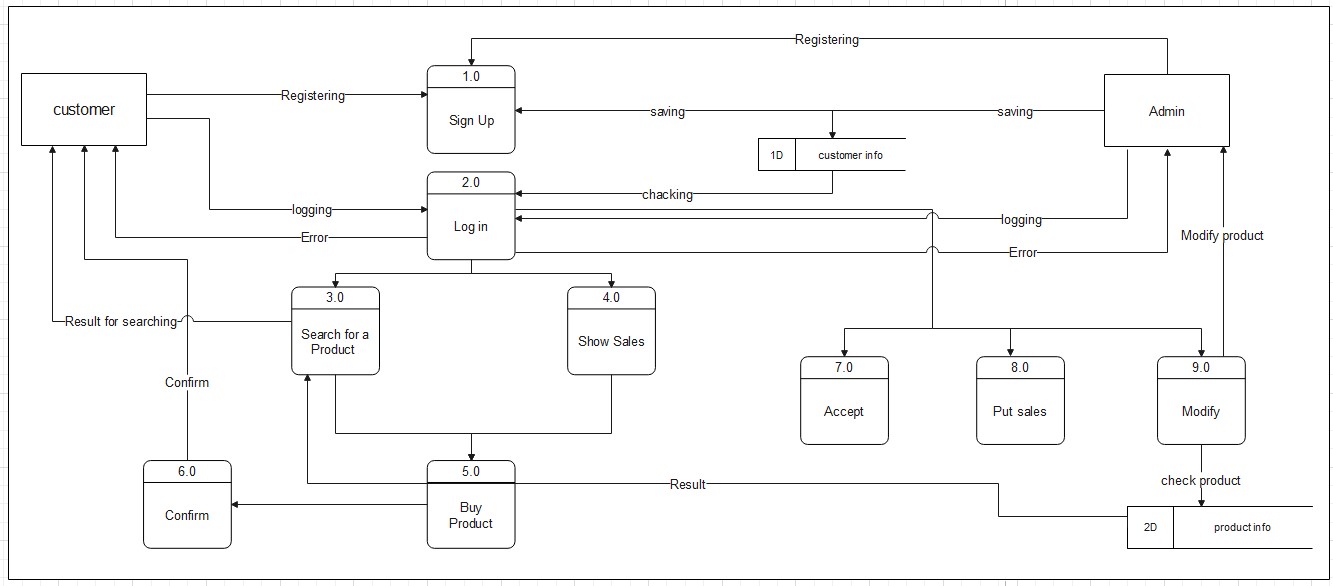 Registering
1.0
customer
Registering
Sign Up
saving
saving
Admin
1D
customer info
2.0
chacking
logging
Log in
logging
Error
Error
Modify product
3.0
4.0
Result for searching
Search for a
Product
Show Sales
7.0
8.0
9.0
Confirm
Accept
Put sales
Modify
6.0
5.0
Result
check product
Confirm
Buy
Product
2D
product info